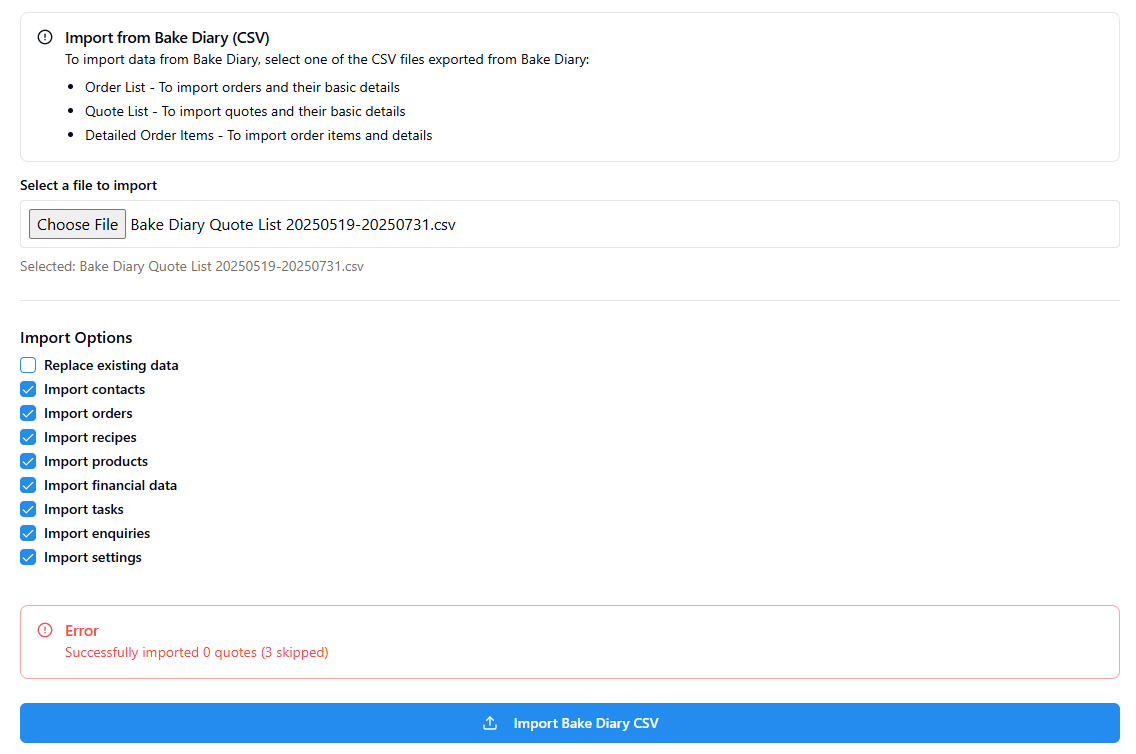 Import from Bake Diary (CSV)
To import data from Bake Diary, select one of the CSV files exported from Bake Diary:
Order List - To import orders and their basic details
Quote List - To import quotes and their basic details
Detailed Order Items - To import order items and details
Select a file to import
Choose File Bake Diary Quote List 20250519-20250731.csv
Selected: Bake Diary Quote List 20250519-20250731.csv
Import Options
Replace existing data
Import contacts
Import orders
Import recipes
Import products
Import financial data
Import tasks
Import enquiries
Import settings
Error
Successfully imported 0 quotes (3 skipped)
Import Bake Diary CSV